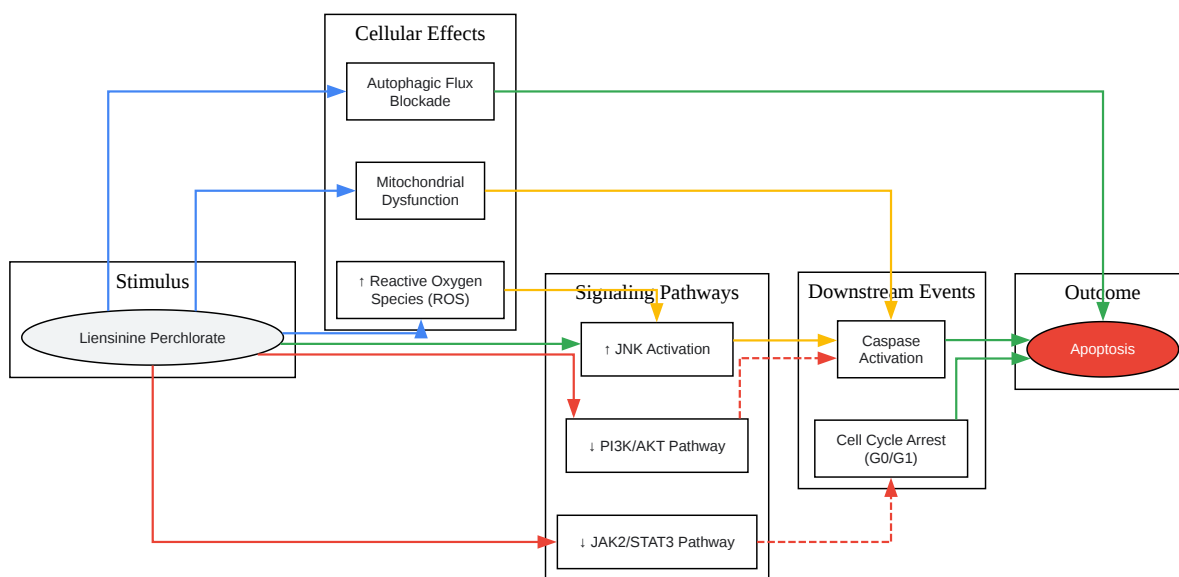 Cellular Effects
Autophagic Flux
Blockade
Mitochondrial
Dysfunction
↑ Reactive Oxygen
Species (ROS)
Stimulus
Liensinine Perchlorate
Signaling Pathways
↑ JNK Activation
↓ PI3K/AKT Pathway
↓ JAK2/STAT3 Pathway
Downstream Events
Caspase
Activation
Cell Cycle Arrest
(G0/G1)
Outcome
Apoptosis